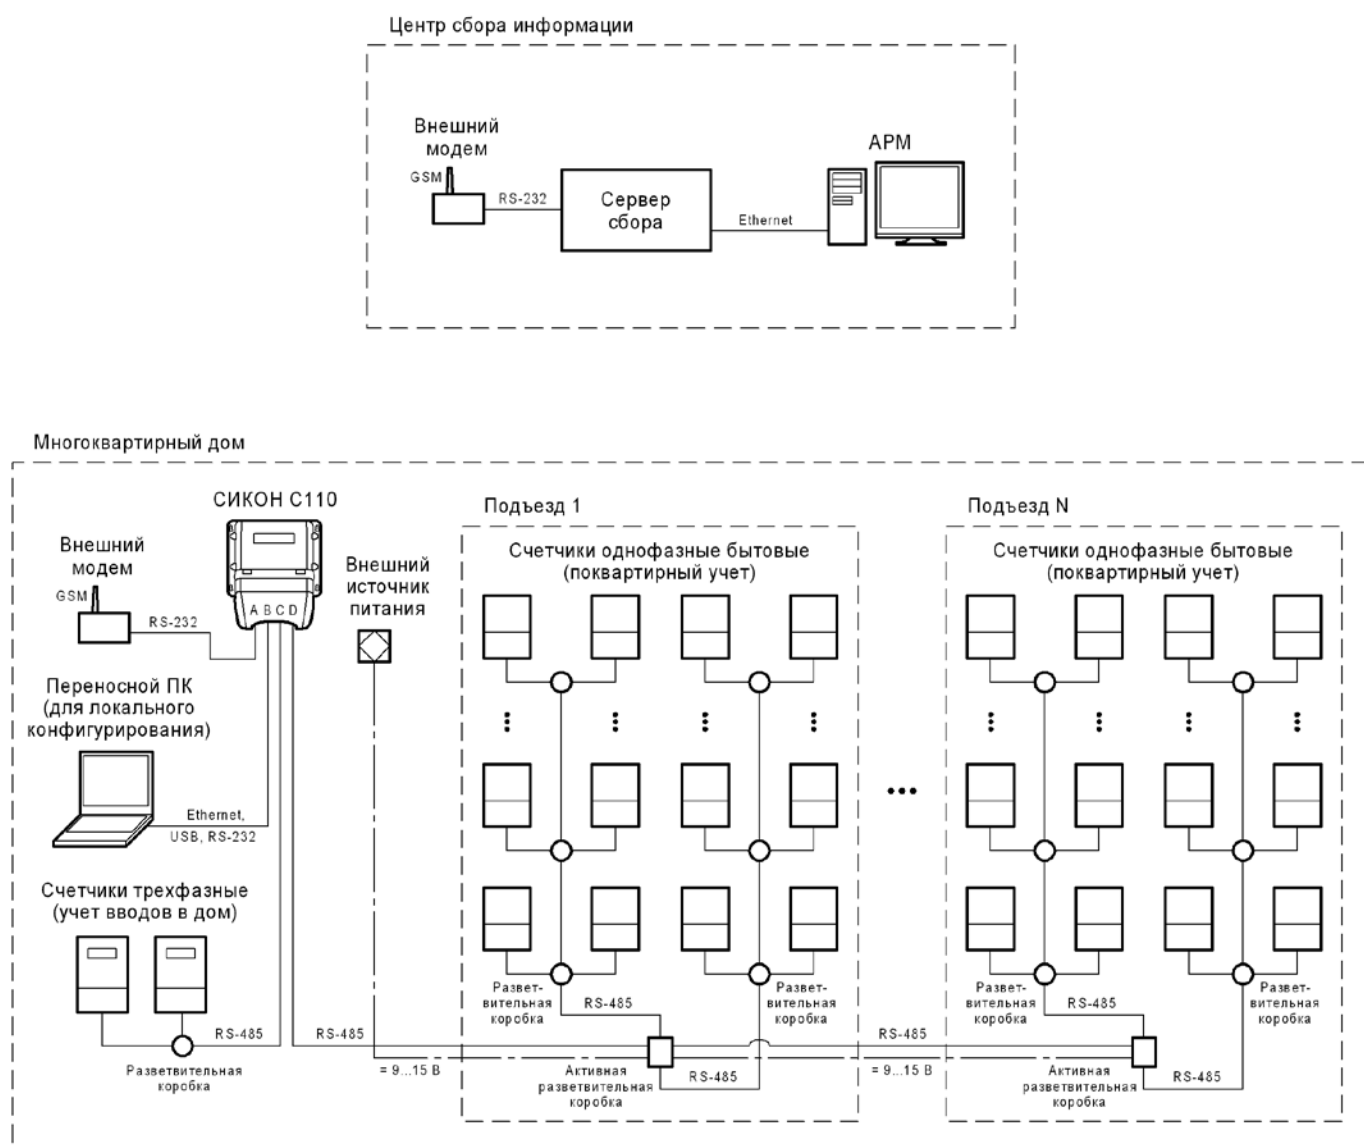 Центр сбора информации
Внешний
модем
GSM
RS-232
Сервер
сбора
Ethernet
АРМ
Многоквартирный дом
СИКОН С110
A B C D
Внешний
модем
GSM
RS-232
Внешний
источник
питания
Переносной ПК
(для локального
конфигурирования)
Ethernet,
USB, RS-232
Счетчики трехфазные
(учет вводов в дом)
RS-485
Разветвительная
коробка
RS-485
= 9...15 В
Подъезд 1
Счетчики однофазные бытовые
(поквартирный учет)
Развет-
вительная
коробка
RS-485
Развет-
вительная
коробка
Активная
разветвительная
коробка
RS-485
RS-485
= 9...15 В
Подъезд N
Счетчики однофазные бытовые
(поквартирный учет)
Развет-
вительная
коробка
RS-485
Развет-
вительная
коробка
Активная
разветвительная
коробка
RS-485